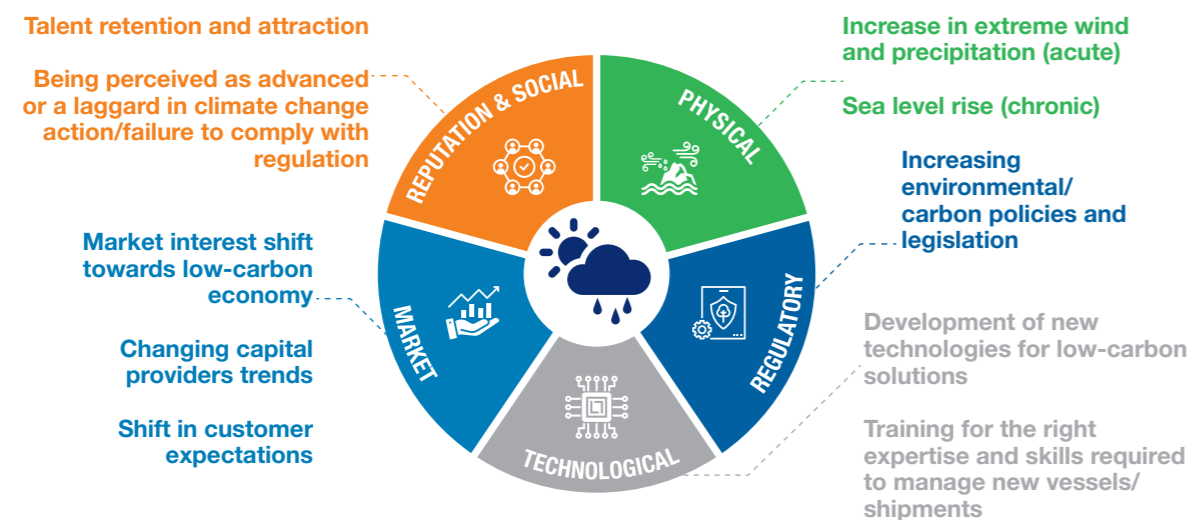 Talent retention and attraction
Being perceived as advanced
or a laggard in climate change
action/failure to comply with
regulation
Market interest shift
towards low-carbon
economy
Changing capital
providers trends
Shift in customer
expectations
REPUTATION & SOCIAL
PHYSICAL
MARKET
REGULATORY
TECHNOLOGICAL
Increase in extreme wind
and precipitation (acute)
Sea level rise (chronic)
Increasing
environmental/
carbon policies and
legislation
Development of new
technologies for low-carbon
solutions
Training for the right
expertise and skills required
to manage new vessels/
shipments